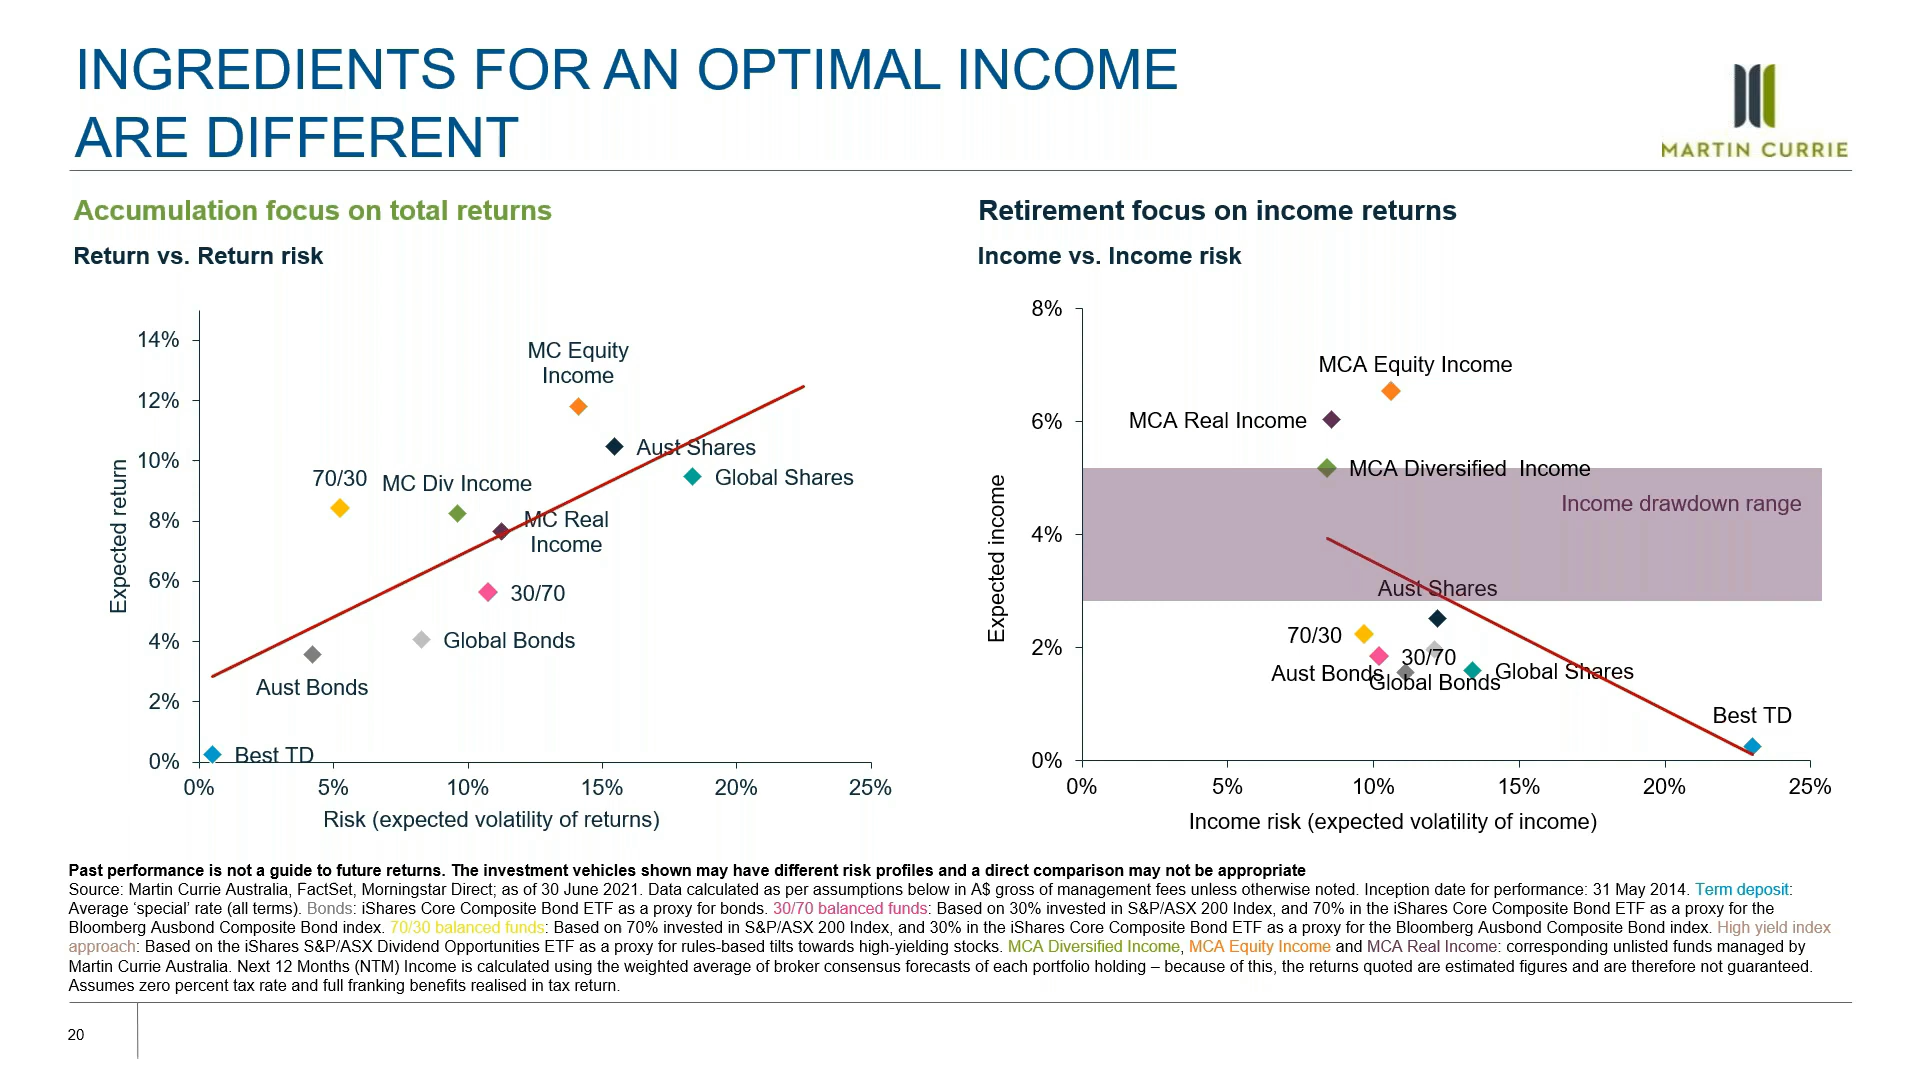 INGREDIENTS FOR AN OPTIMAL INCOME
ARE DIFFERENT
MARTIN CURRIE
Accumulation focus on total returns
Return vs. Return risk
Expected return
14%
12%
10%
8%
6%
4%
2%
0%
MC Equity
Income
Aust Shares
Global Shares
70/30
MC Div Income
MC Real
Income
30/70
Global Bonds
Aust Bonds
Best TD
0%
5%
10%
15%
20%
25%
Risk (expected volatility of returns)
Retirement focus on income returns
Income vs. Income risk
Expected income
8%
6%
4%
2%
0%
MCA Equity Income
MCA Real Income
MCA Diversified Income
Income drawdown range
Aust Shares
70/30
30/70
Aust Bonds
Global Bonds
Global Shares
Best TD
0%
5%
10%
15%
20%
25%
Income risk (expected volatility of income)
Past performance is not a guide to future returns. The investment vehicles shown may have different risk profiles and a direct comparison may not be appropriate
Source: Martin Currie Australia, FactSet, Morningstar Direct; as of 30 June 2021. Data calculated as per assumptions below in A$ gross of management fees unless otherwise noted. Inception date for performance: 31 May 2014. Term deposit:
Average ‘special’ rate (all terms). Bonds: iShares Core Composite Bond ETF as a proxy for bonds. 30/70 balanced funds: Based on 30% invested in S&P/ASX 200 Index, and 70% in the iShares Core Composite Bond ETF as a proxy for the
Bloomberg Ausbond Composite Bond index. 70/30 balanced funds: Based on 70% invested in S&P/ASX 200 Index, and 30% in the iShares Core Composite Bond ETF as a proxy for the Bloomberg Ausbond Composite Bond index. High yield index
approach: Based on the iShares S&P/ASX Dividend Opportunities ETF as a proxy for rules-based tilts towards high-yielding stocks. MCA Diversified Income, MCA Equity Income and MCA Real Income: corresponding unlisted funds managed by
Martin Currie Australia. Next 12 Months (NTM) Income is calculated using the weighted average of broker consensus forecasts of each portfolio holding – because of this, the returns quoted are estimated figures and are therefore not guaranteed.
Assumes zero percent tax rate and full franking benefits realised in tax return.
20